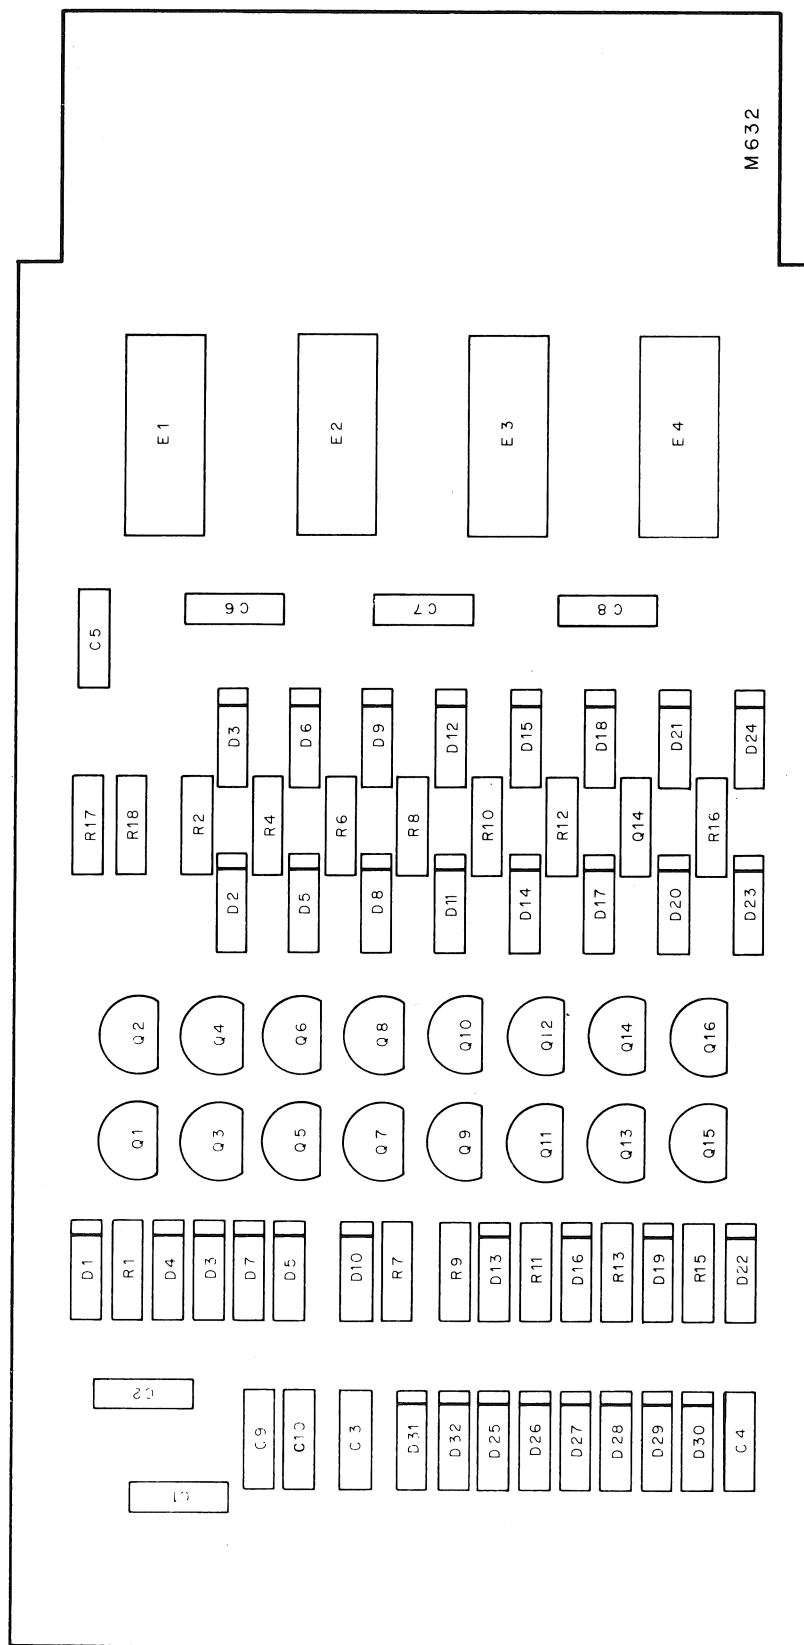 M632
E1 E2 E3 E4
C5 C6 C7 C8
D3 D6 D9 D12 D15 D18 D21 D24
R17 R18 R2 R4 R6 R8 R10 R12 Q14 R16
D2 D5 D8 D11 D14 D17 D20 D23
Q2 Q4 Q6 Q8 Q10 Q12 Q14 Q16
Q1 Q3 Q5 Q7 Q9 Q11 Q13 Q15
D1 R1 D4 D3 D7 D5 D10 R7 R9 D13 R11 D16 R13 D19 R15 D22
C2
C9 C10 C3 D31 D32 D25 D26 D27 D28 D29 D30 C4
C1